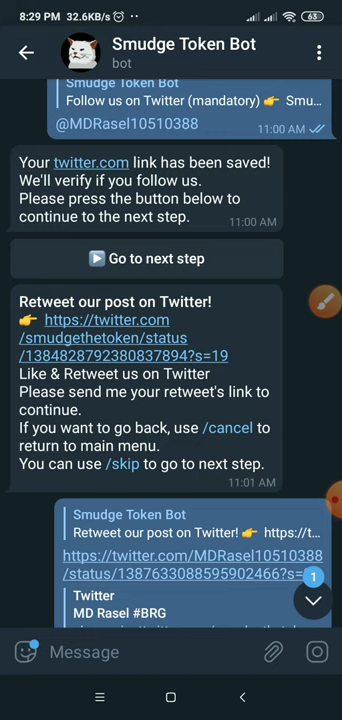 8:29 PM 32.6KB/s
63
Smudge Token Bot
bot
Smudge Token Bot
Follow us on Twitter (mandatory) 👉 Smu...
@MDRasel10510388
11:00 AM
Your twitter.com link has been saved!
We'll verify if you follow us.
Please press the button below to
continue to the next step.
11:00 AM
Go to next step
Retweet our post on Twitter!
👉 https://twitter.com
/smudgethetoken/status
/1384828792380837894?s=19
Like & Retweet us on Twitter
Please send me your retweet's link to
continue.
If you want to go back, use /cancel to
return to main menu.
You can use /skip to go to next step.
11:01 AM
Smudge Token Bot
Retweet our post on Twitter! 👉 https://t...
https://twitter.com/MDRasel10510388
/status/1387633088595902466?s=
1
Twitter
MD Rasel #BRG
Message